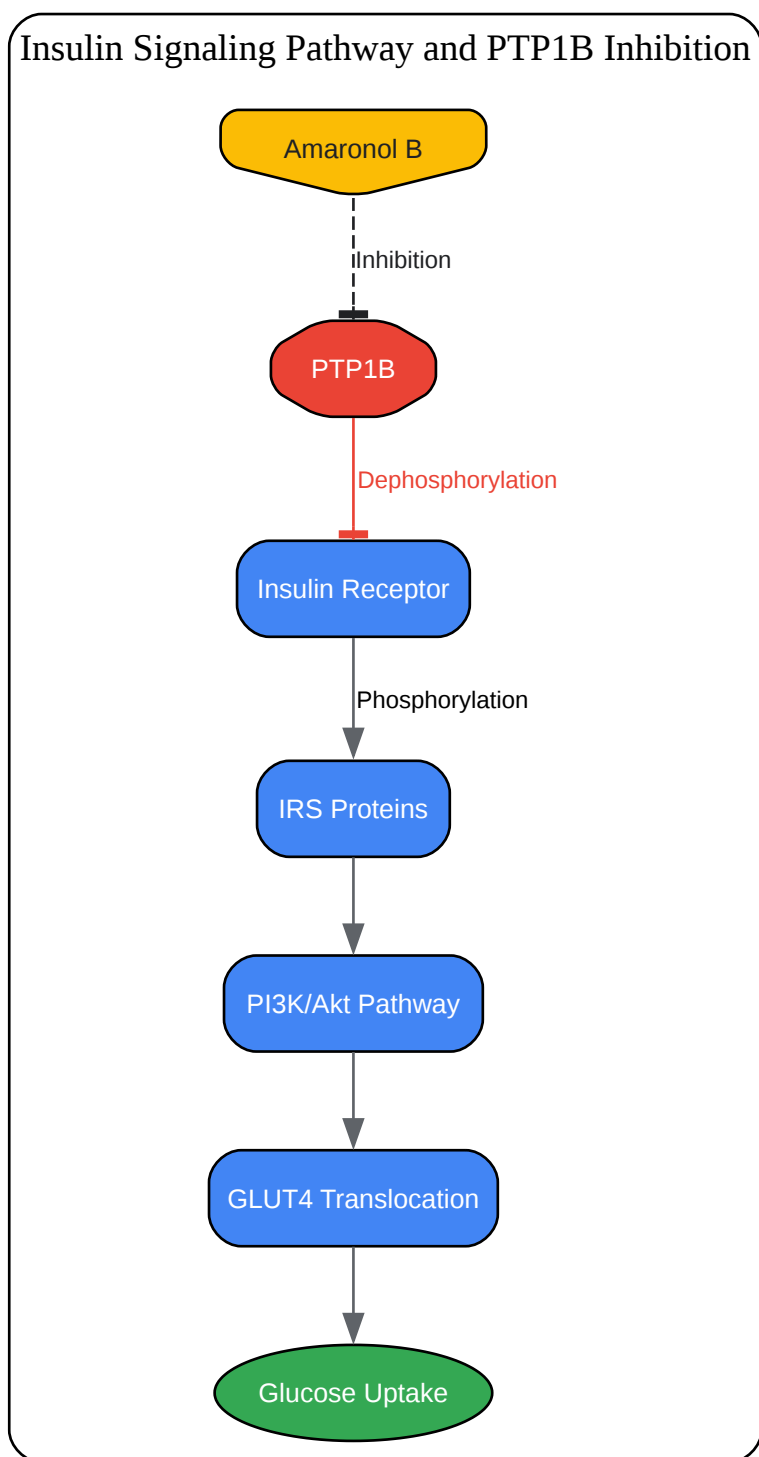 Insulin Signaling Pathway and PTP1B Inhibition
Amaronol B
Inhibition
PTP1B
Dephosphorylation
Insulin Receptor
Phosphorylation
IRS Proteins
PI3K/Akt Pathway
GLUT4 Translocation
Glucose Uptake